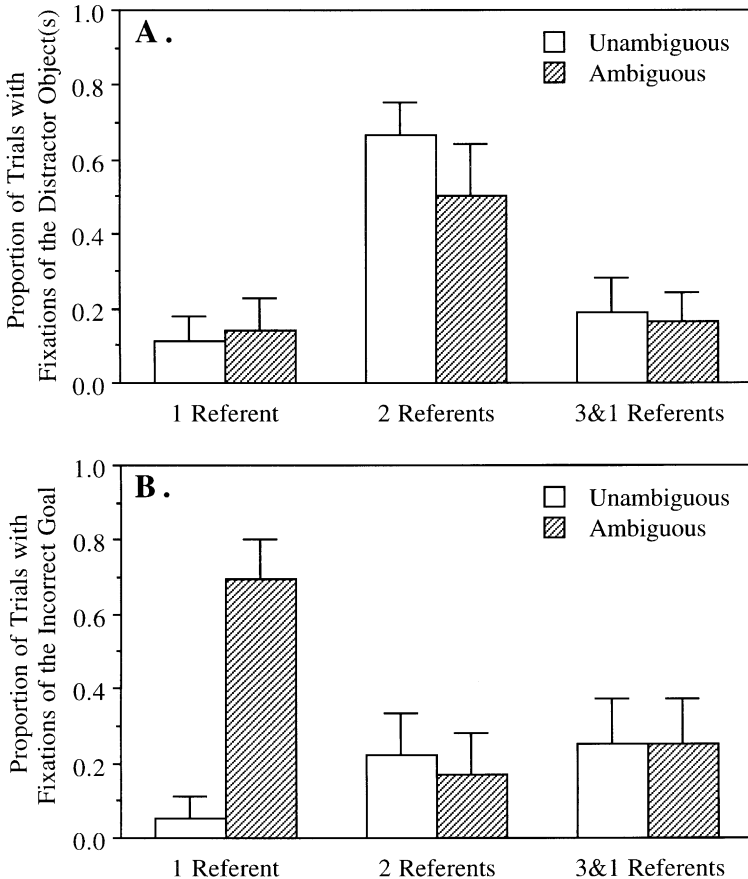 A.
Unambiguous
Ambiguous
Proportion of Trials with
Fixations of the Distractor Object(s)
1.0
0.8
0.6
0.4
0.2
0.0
1 Referent
2 Referents
3&1 Referents
B.
Unambiguous
Ambiguous
Proportion of Trials with
Fixations of the Incorrect Goal
1.0
0.8
0.6
0.4
0.2
0.0
1 Referent
2 Referents
3&1 Referents